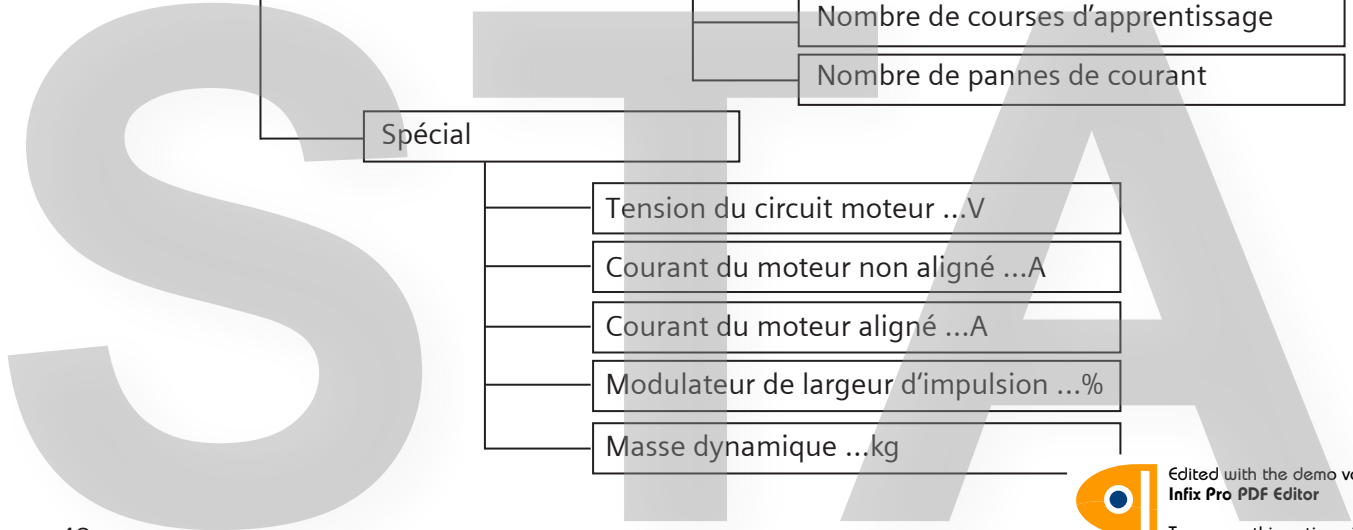 Nombre de courses d’apprentissage
Nombre de pannes de courant
Spécial
Tension du circuit moteur ...V
Courant du moteur non aligné ...A
Courant du moteur aligné ...A
Modulateur de largeur d’impulsion ...%
Masse dynamique ...kg
STA
Edited with the demo
Infix Pro PDF Editor